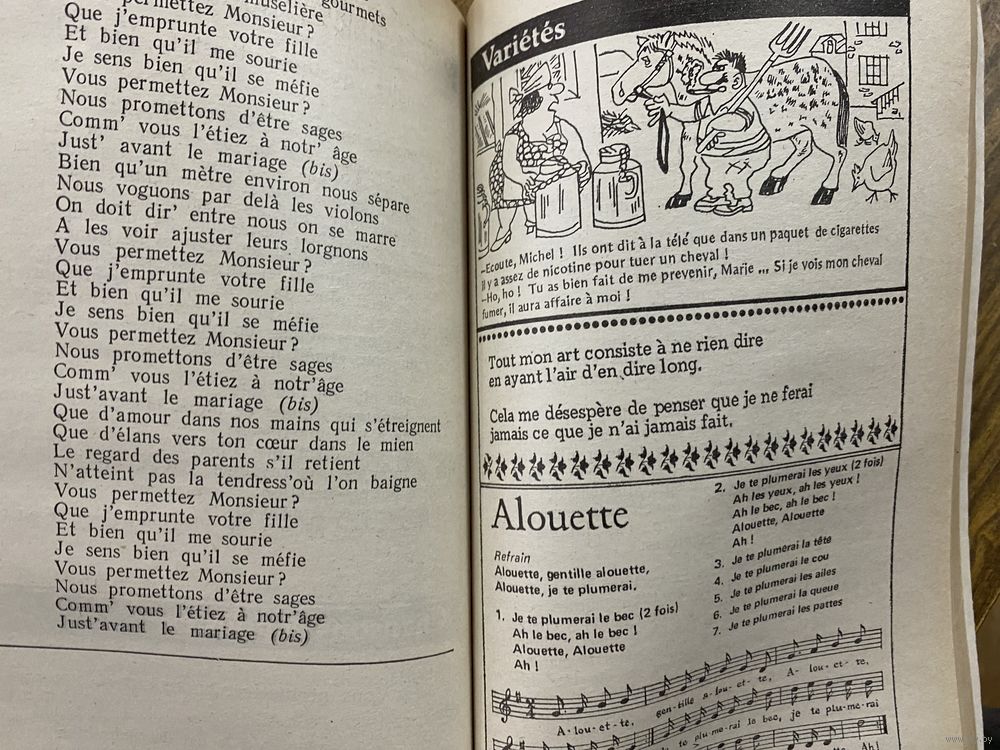 muselière
gourmets
permettez Monsieur?
Que j'emprunte votre fille
Et bien qu'il me sourie
Je sens bien qu'il se méfie
Vous permettez Monsieur?
Nous promettons d'être sages
Comm' vous l'étiez à notr' âge
Just' avant le mariage (bis)
Bien qu'un mètre environ nous sépare
Nous voguons par delà les violons
On doit dir' entre nous on se marre
A les voir ajuster leurs lorgnons
Vous permettez Monsieur?
Que j'emprunte votre fille
Et bien qu'il me sourie
Je sens bien qu'il se méfie
Vous permettez Monsieur?
Nous promettons d'être sages
Comm' vous l'étiez à notr'âge
Just'avant le mariage (bis)
Que d'amour dans nos mains qui s'étreignent
Que d'élans vers ton cœur dans le mien
Le regard des parents s'il retient
N'atteint pas la tendress'où l'on baigne
Vous permettez Monsieur?
Que j'emprunte votre fille
Et bien qu'il me sourie
Je sens bien qu'il se méfie
Vous permettez Monsieur?
Nous promettons d'être sages
Comm' vous l'étiez à notr'âge
Just'avant le mariage (bis)
Variétés
—Ecoute, Michel ! Ils ont dit à la télé que dans un paquet de cigarettes
il y a assez de nicotine pour tuer un cheval !
—Ho, ho ! Tu as bien fait de me prevenir, Marie ... Si je vois mon cheval
fumer, il aura affaire à moi !
Tout mon art consiste à ne rien dire
en ayant l'air d'en dire long.
Cela me désespère de penser que je ne ferai
jamais ce que je n'ai jamais fait.
Alouette
Refrain
Alouette, gentille alouette,
Alouette, je te plumerai.
1. Je te plumerai le bec (2 fois)
Ah le bec, ah le bec !
Alouette, Alouette
Ah !
2. Je te plumerai les yeux (2 fois)
Ah les yeux, ah les yeux !
Ah le bec, ah le bec !
Alouette, Alouette
Ah !
3. Je te plumerai la tête
4. Je te plumerai le cou
5. Je te plumerai les ailes
6. Je te plumerai la queue
7. Je te plumerai les pattes
A - lou - et - te, gen - tille a - lou - et - te, A - lou - et - te,
te plu - me - rai le bec, je te plu - me - rai
Ah!